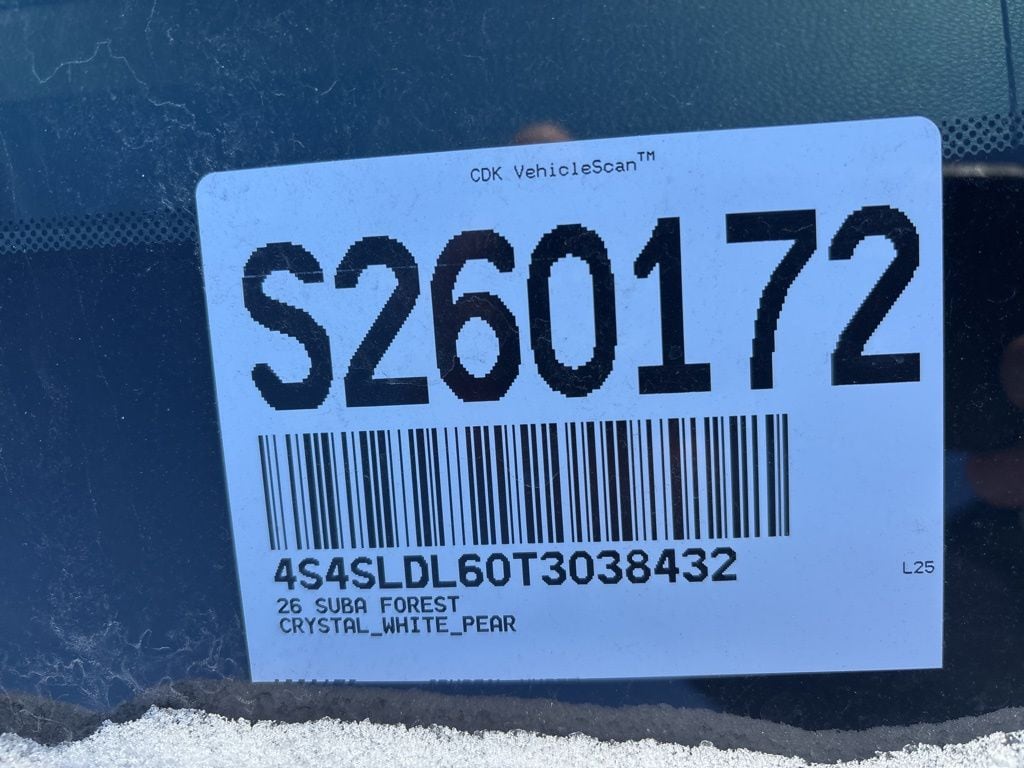 CDK VehicleScan™
S260172
4S4SLDL60T3038432
L25
26 SUBA FOREST
CRYSTAL_WHITE_PEAR